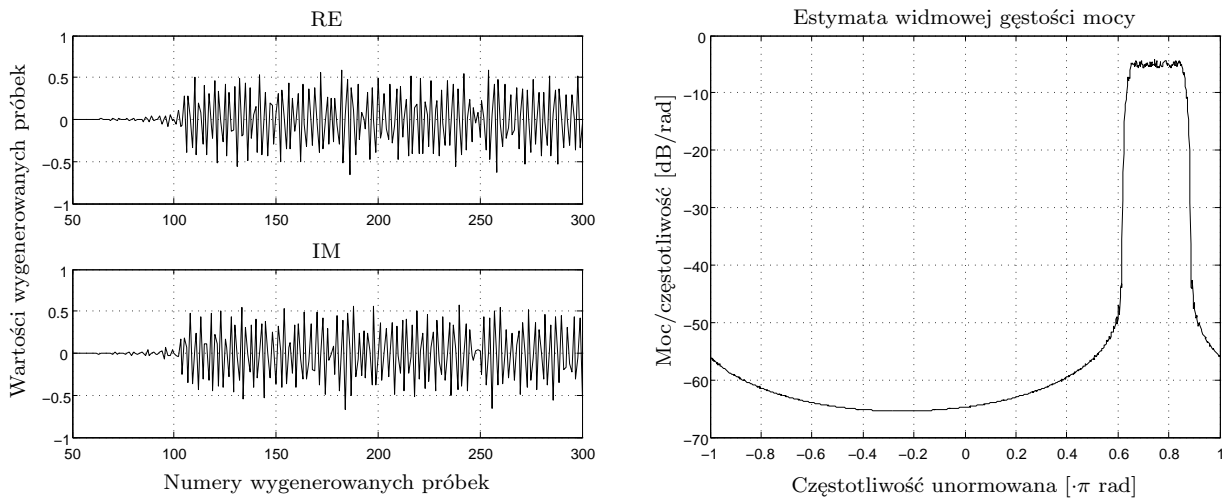 RE
1
0.5
0
−0.5
−1
50 100 150 200 250 300
IM
1
0.5
0
−0.5
−1
50 100 150 200 250 300
Wartości wygenerowanych próbek
Numery wygenerowanych próbek
Estymata widmowej gęstości mocy
0
−10
−20
−30
−40
−50
−60
−70
−1 −0.8 −0.6 −0.4 −0.2 0 0.2 0.4 0.6 0.8 1
Moc/częstotliwość [dB/rad]
Częstotliwość unormowana [·π rad]